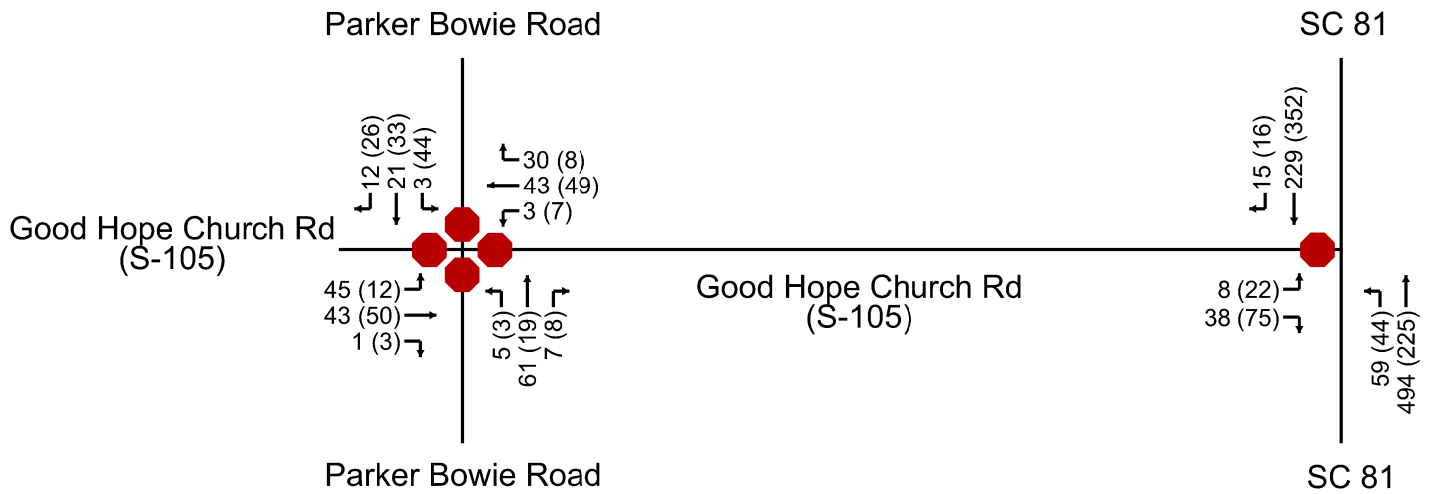 Parker Bowie Road
SC 81
12 (26)
21 (33)
3 (44)
30 (8)
43 (49)
3 (7)
15 (16)
229 (352)
Good Hope Church Rd
(S-105)
45 (12)
43 (50)
1 (3)
5 (3)
61 (19)
7 (8)
Good Hope Church Rd
(S-105)
8 (22)
38 (75)
59 (44)
494 (225)
Parker Bowie Road
SC 81